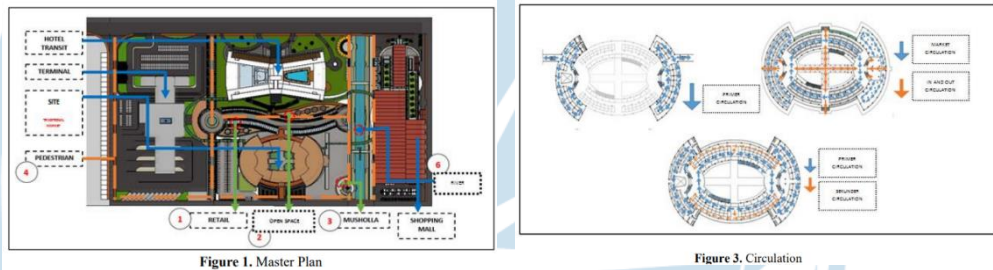 HOTEL
TRANSIT
TERMINAL
SITE
PEDESTRIAN
4
1
RETAIL
OPEN SPACE
2
3
MUSHOLLA
SHOPPING
MALL
6
RIVER
Figure 1. Master Plan
PRIMER
CIRCULATION
MARKET
CIRCULATION
IN AND OUT
CIRCULATION
PRIMER
CIRCULATION
SEKUNDER
CIRCULATION
Figure 3. Circulation